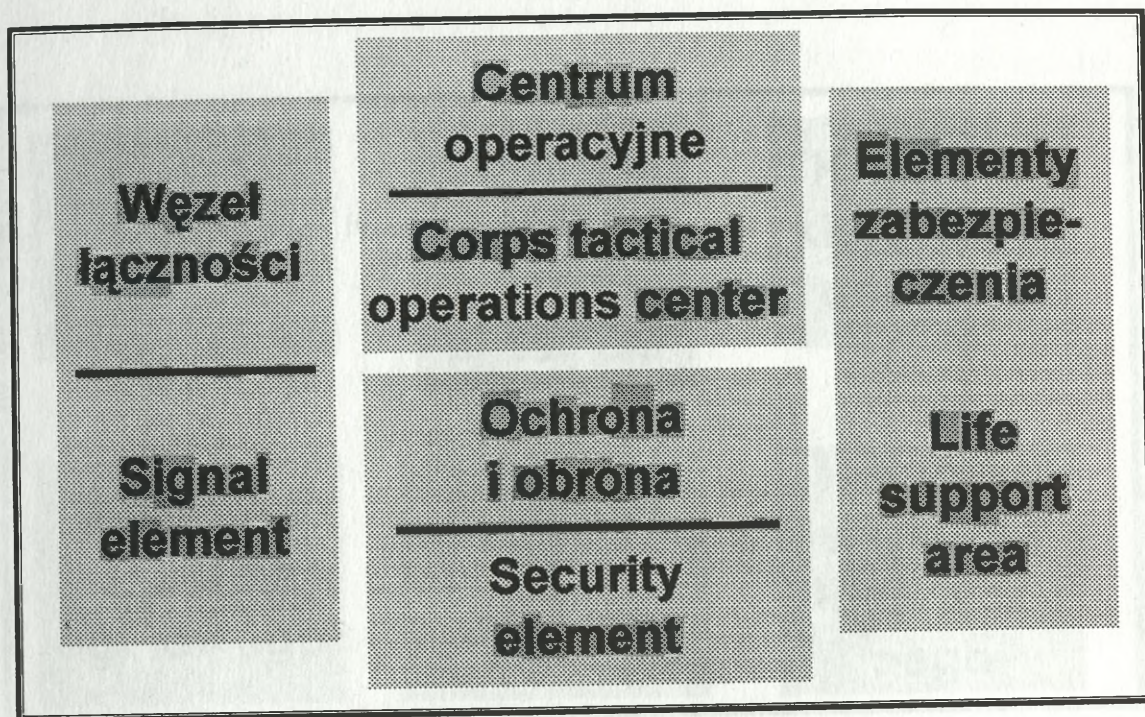 Węzeł
łączności
Signal
element
Centrum
operacyjne
Corps tactical
operations center
Ochrona
i obrona
Security
element
Elementy
zabezpie-
czenia
Life
support
area